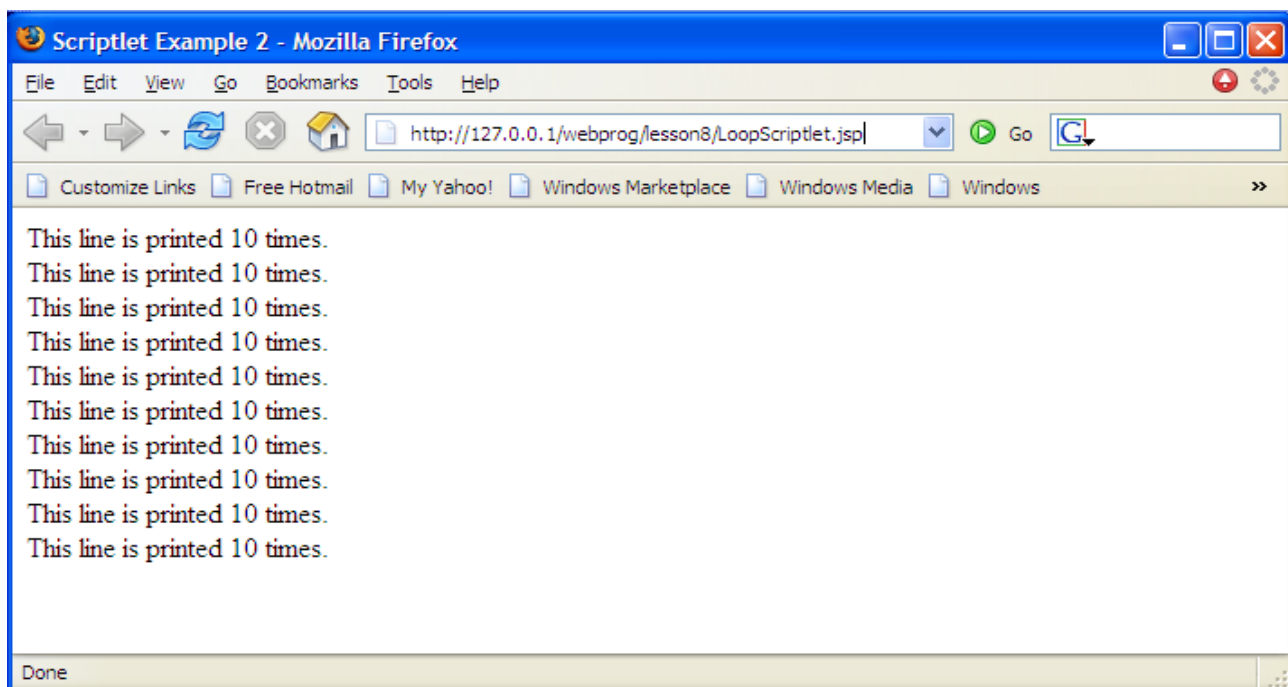 Scriptlet Example 2 - Mozilla Firefox
File Edit View Go Bookmarks Tools Help
http://127.0.0.1/webprog/lesson8/LoopScriptlet.jsp Go G
Customize Links Free Hotmail My Yahoo! Windows Marketplace Windows Media Windows »
This line is printed 10 times.
This line is printed 10 times.
This line is printed 10 times.
This line is printed 10 times.
This line is printed 10 times.
This line is printed 10 times.
This line is printed 10 times.
This line is printed 10 times.
This line is printed 10 times.
This line is printed 10 times.
Done